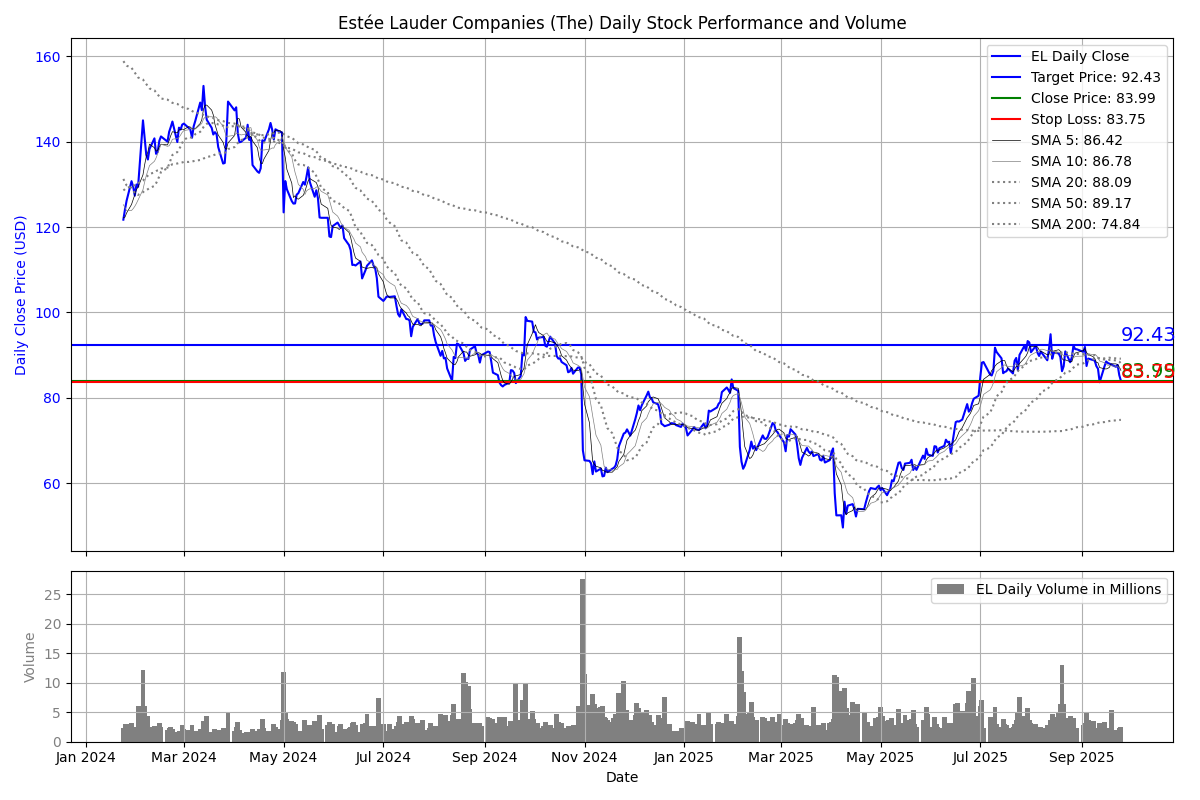 Estée Lauder Companies (The) Daily Stock Performance and Volume
Daily Close Price (USD)
160
140
120
100
80
60
EL Daily Close
Target Price: 92.43
Close Price: 83.99
Stop Loss: 83.75
SMA 5: 86.42
SMA 10: 86.78
SMA 20: 88.09
SMA 50: 89.17
SMA 200: 74.84
92.43
83.99
83.75
Volume
25
20
15
10
5
0
EL Daily Volume in Millions
Jan 2024 Mar 2024 May 2024 Jul 2024 Sep 2024 Nov 2024 Jan 2025 Mar 2025 May 2025 Jul 2025 Sep 2025
Date